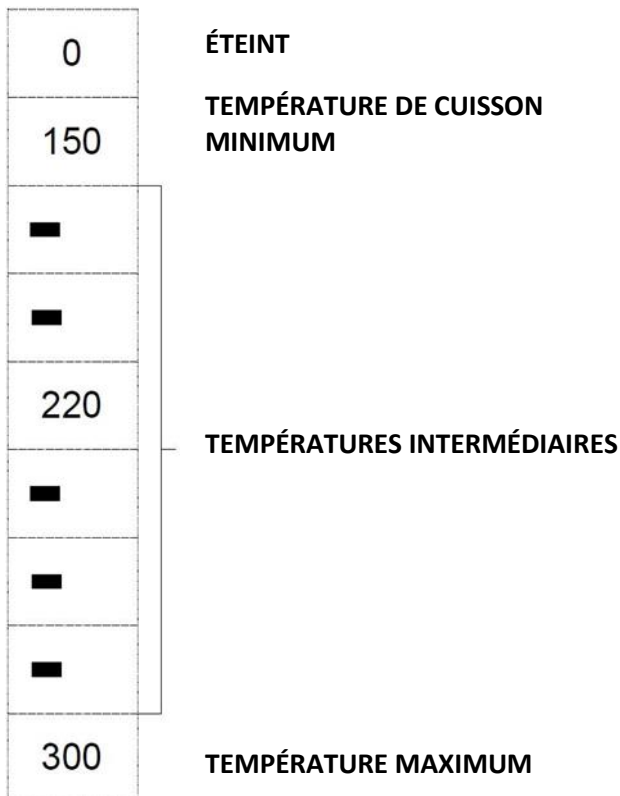 0
ÉTEINT
150
TEMPÉRATURE DE CUISSON
MINIMUM
220
TEMPÉRATURES INTERMÉDIAIRES
300
TEMPÉRATURE MAXIMUM